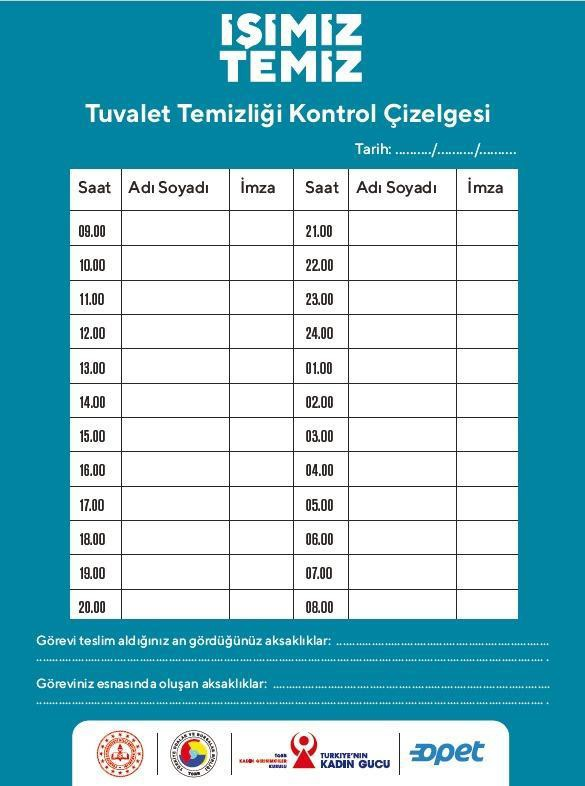 İŞİMİZ
TEMİZ
Tuvalet Temizliği Kontrol Çizelgesi
Tarih: ........../........../..........
Saat Adı Soyadı İmza Saat Adı Soyadı İmza
09.00 21.00
10.00 22.00
11.00 23.00
12.00 24.00
13.00 01.00
14.00 02.00
15.00 03.00
16.00 04.00
17.00 05.00
18.00 06.00
19.00 07.00
20.00 08.00
Görevi teslim aldığınız an gördüğünüz aksaklıklar: ......................................................
.................................................................................................................. .
Göreviniz esnasında oluşan aksaklıklar: ......................................................................
.................................................................................................................. .
TOBB
KADIN GİRİŞİMCİLER
KURULU
TÜRKİYE'NİN
KADIN GÜCÜ
opet
TOBB